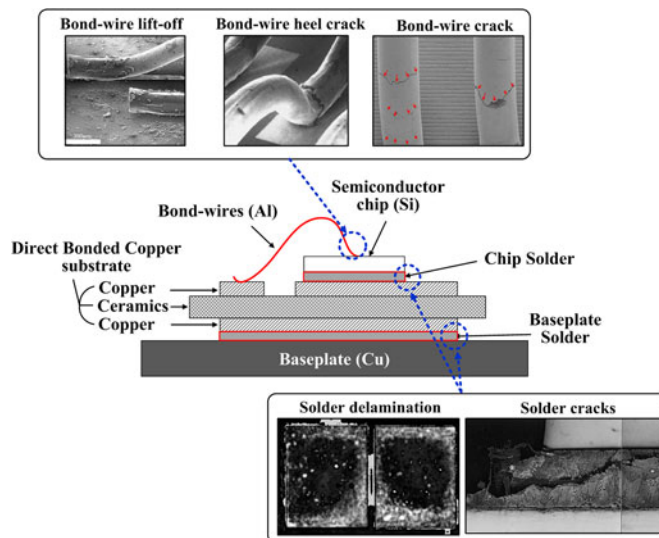 Bond-wire lift-off
Bond-wire heel crack
Bond-wire crack
Semiconductor
chip (Si)
Bond-wires (Al)
Direct Bonded Copper
substrate
Copper
Ceramics
Copper
Chip Solder
Baseplate
Solder
Baseplate (Cu)
Solder delamination
Solder cracks